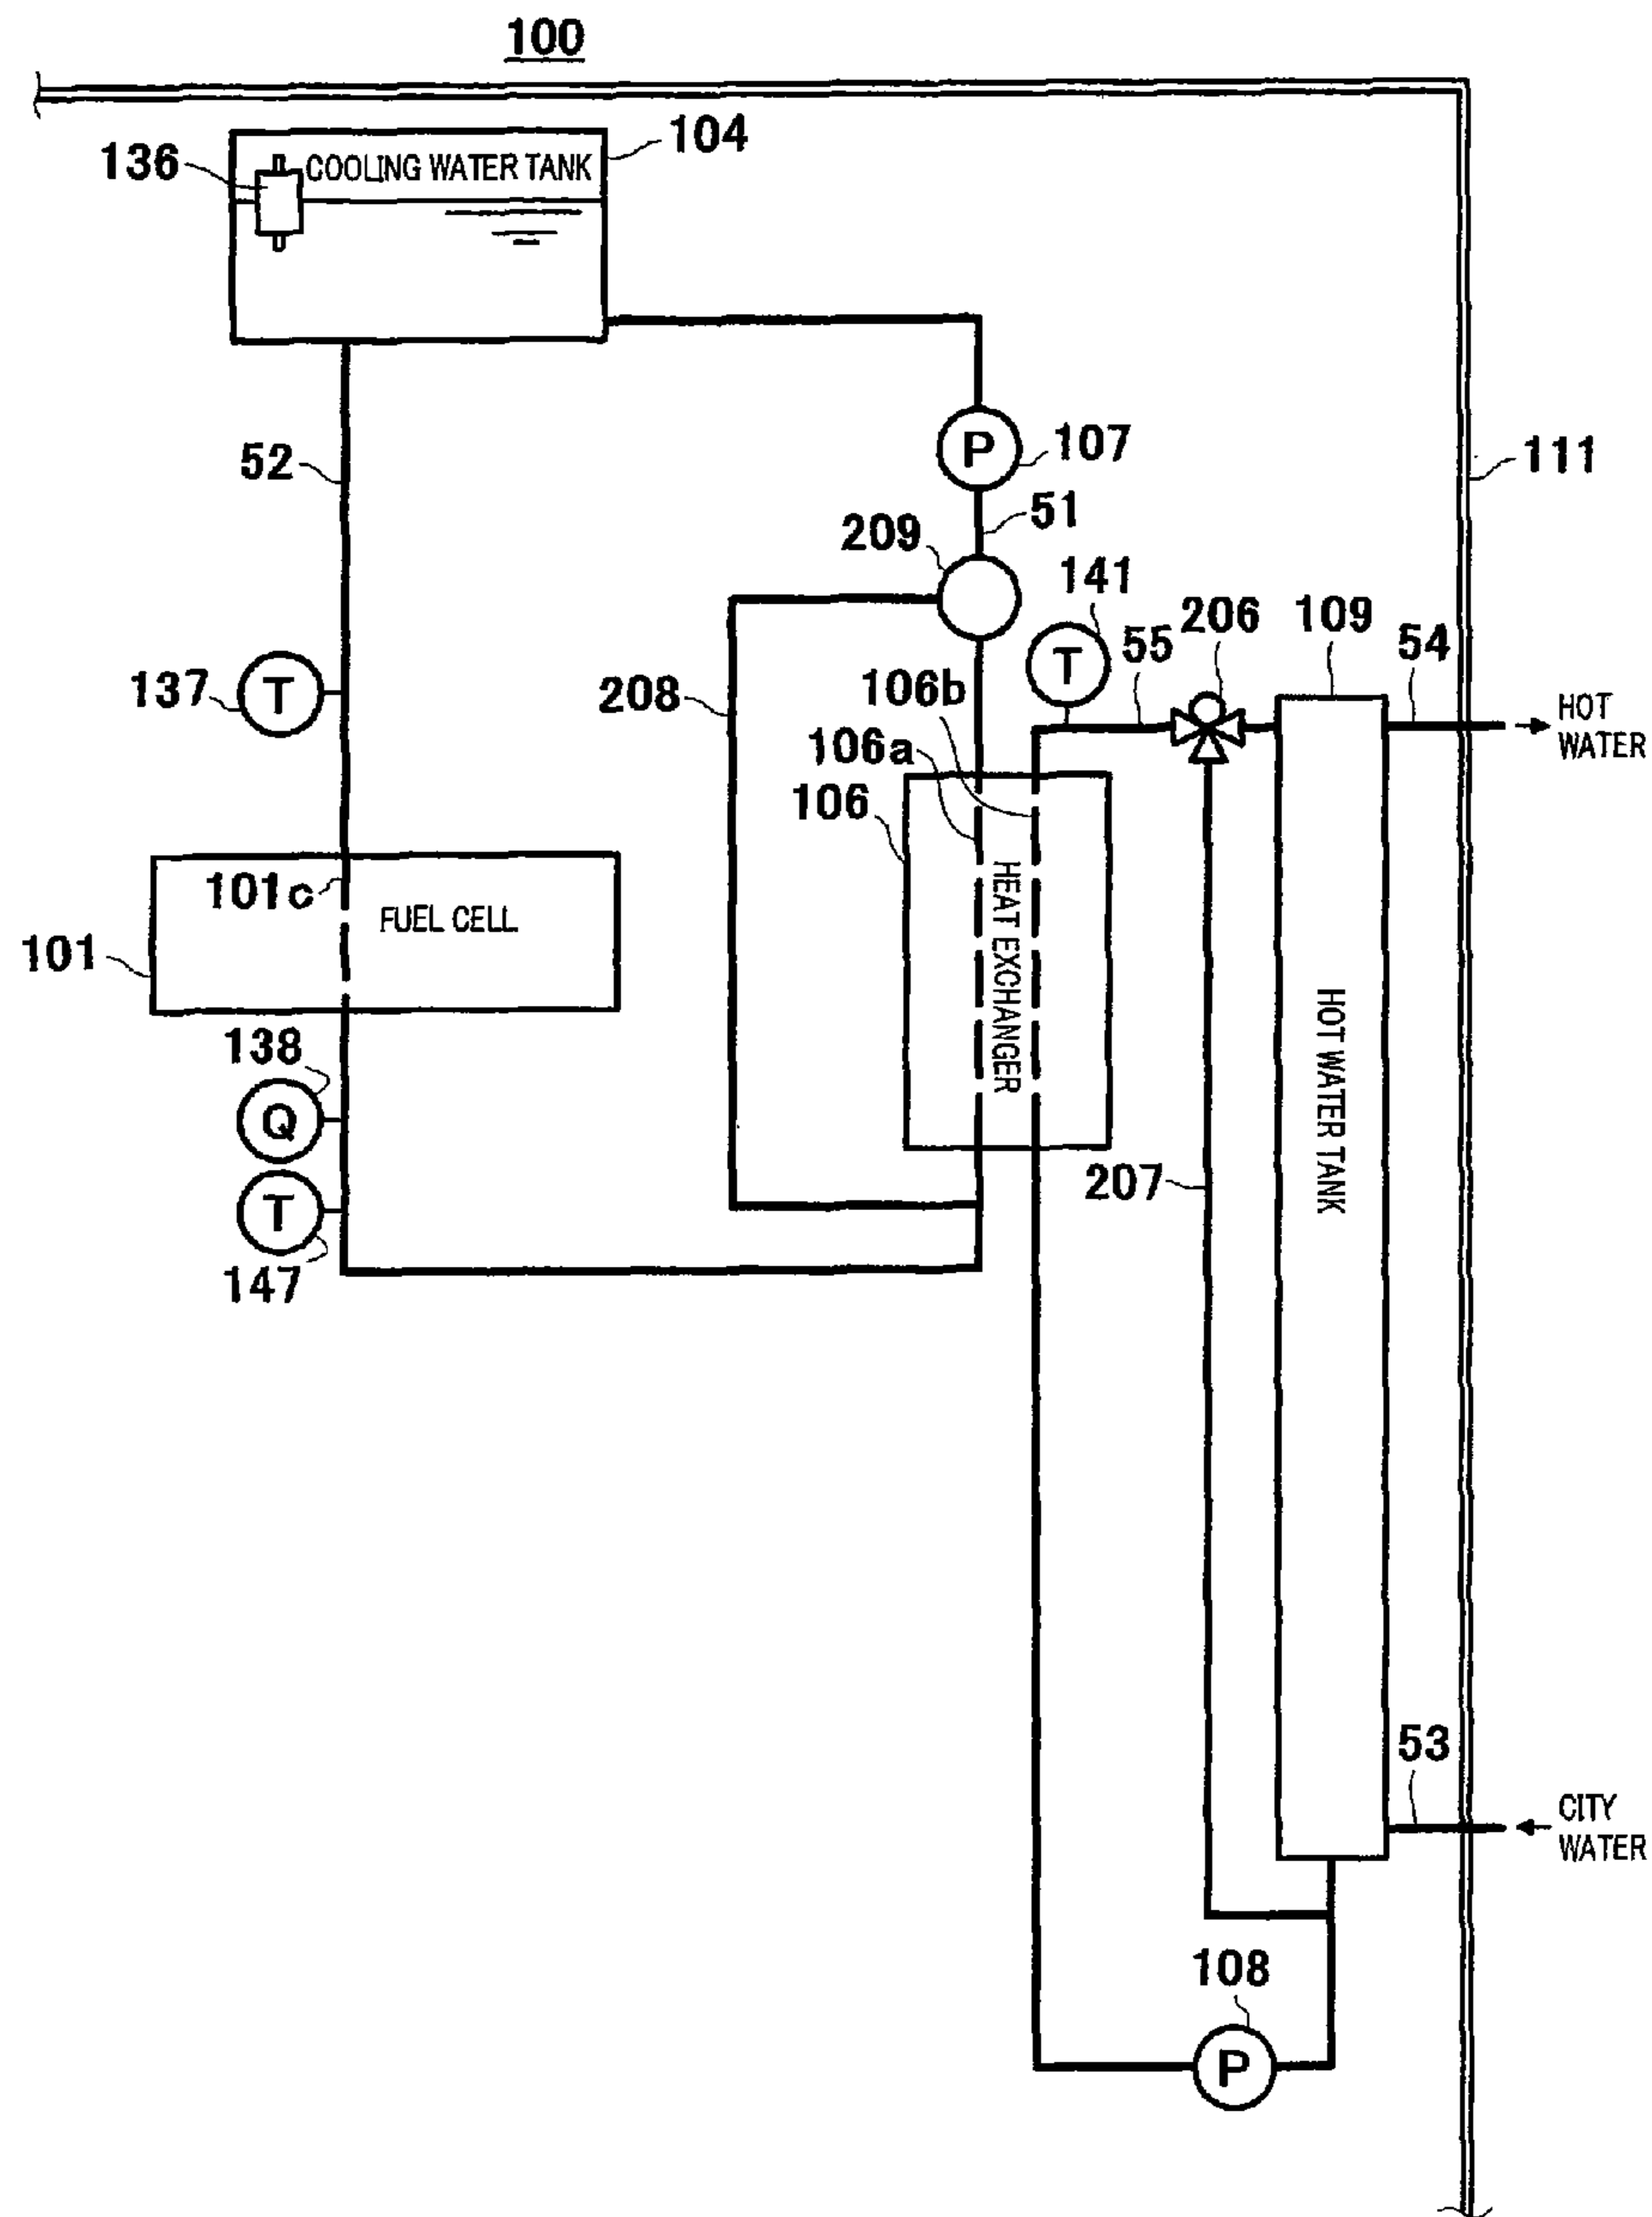 100
104
136
COOLING WATER TANK
52
P
107
111
51
209
141
206
109
54
T
137
T
55
208
106b
HOT
WATER
106a
106
101c
FUEL CELL
101
HEAT EXCHANGER
HOT WATER TANK
138
Q
T
147
207
53
CITY
WATER
108
P